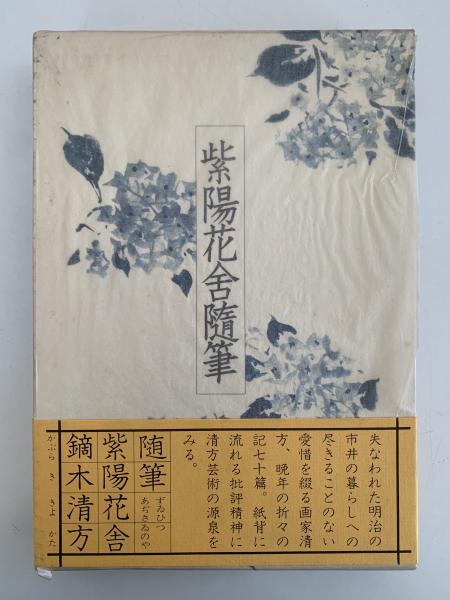 紫陽花舎隨筆
失なわれた明治の
市井の暮らしへの
尽きることのない
愛惜を綴る画家清
方、晩年の折々の
記七十篇。紙背に
流れる批評精神に
清方芸術の源泉を
みる。
随筆
ずゐひつ
紫陽花舎
あぢさゐのや
鏑木清方
かぶら き きよ かた